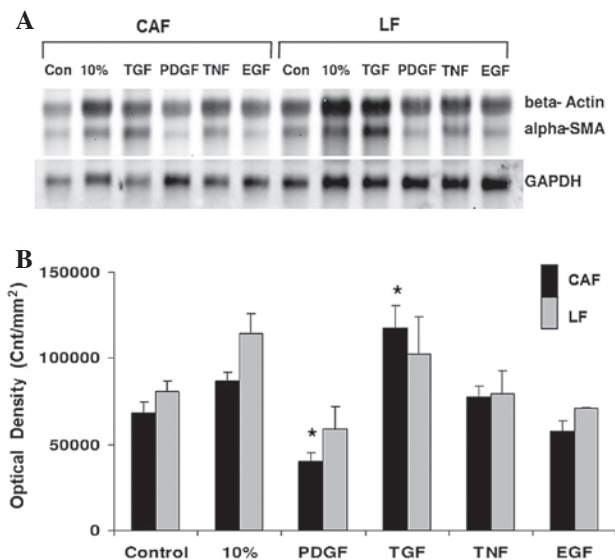 A
CAF LF
Con 10% TGF PDGF TNF EGF Con 10% TGF PDGF TNF EGF
beta-Actin
alpha-SMA
GAPDH
B
150000
100000
50000
0
Optical Density (Cnt/mm²)
*
*
CAF
LF
Control 10% PDGF TGF TNF EGF